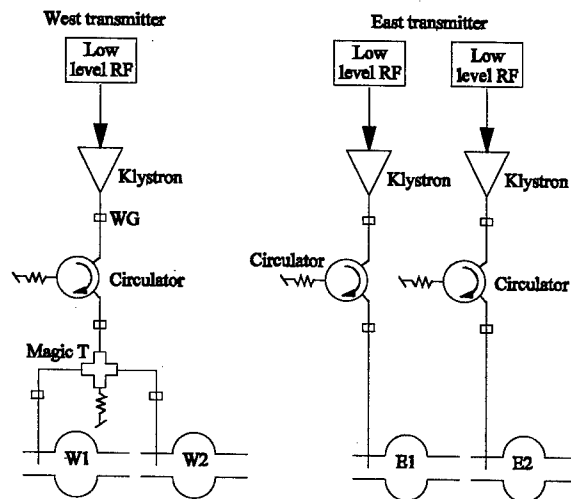 West transmitter
East transmitter
Low
level RF
Low
level RF
Low
level RF
Klystron
Klystron
Klystron
WG
Circulator
Circulator
Circulator
Magic T
W1
W2
E1
E2